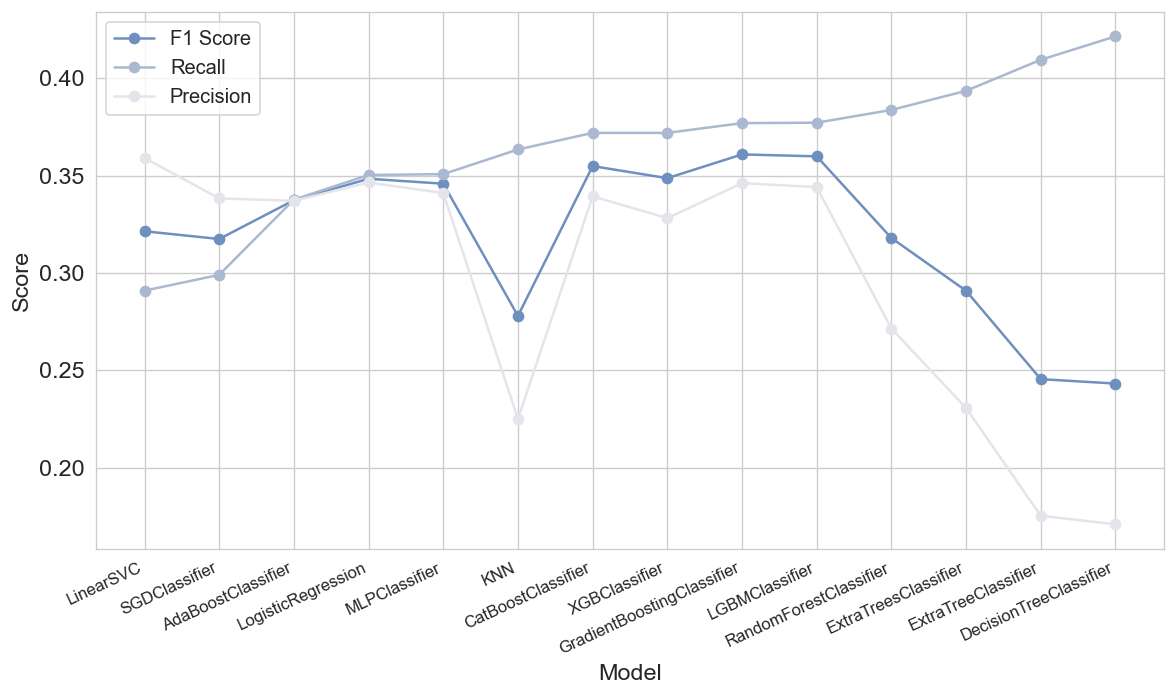 F1 Score
Recall
Precision
0.40
0.35
0.30
0.25
0.20
Score
LinearSVC
SGDClassifier
AdaBoostClassifier
LogisticRegression
MLPClassifier
KNN
CatBoostClassifier
XGBClassifier
GradientBoostingClassifier
LGBMClassifier
RandomForestClassifier
ExtraTreesClassifier
ExtraTreeClassifier
DecisionTreeClassifier
Model